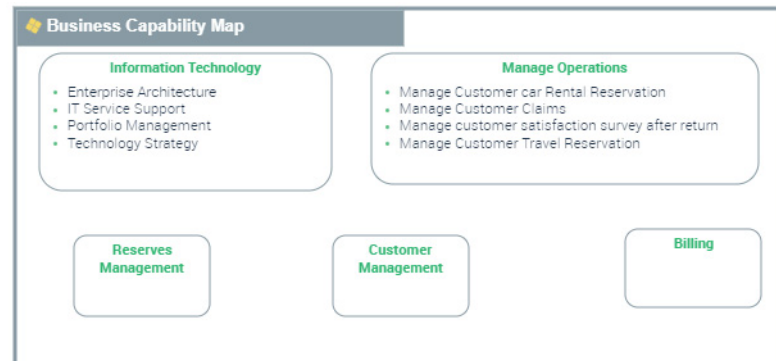 Business Capability Map
Information Technology
• Enterprise Architecture
• IT Service Support
• Portfolio Management
• Technology Strategy
Manage Operations
• Manage Customer car Rental Reservation
• Manage Customer Claims
• Manage customer satisfaction survey after return
• Manage Customer Travel Reservation
Reserves
Management
Customer
Management
Billing